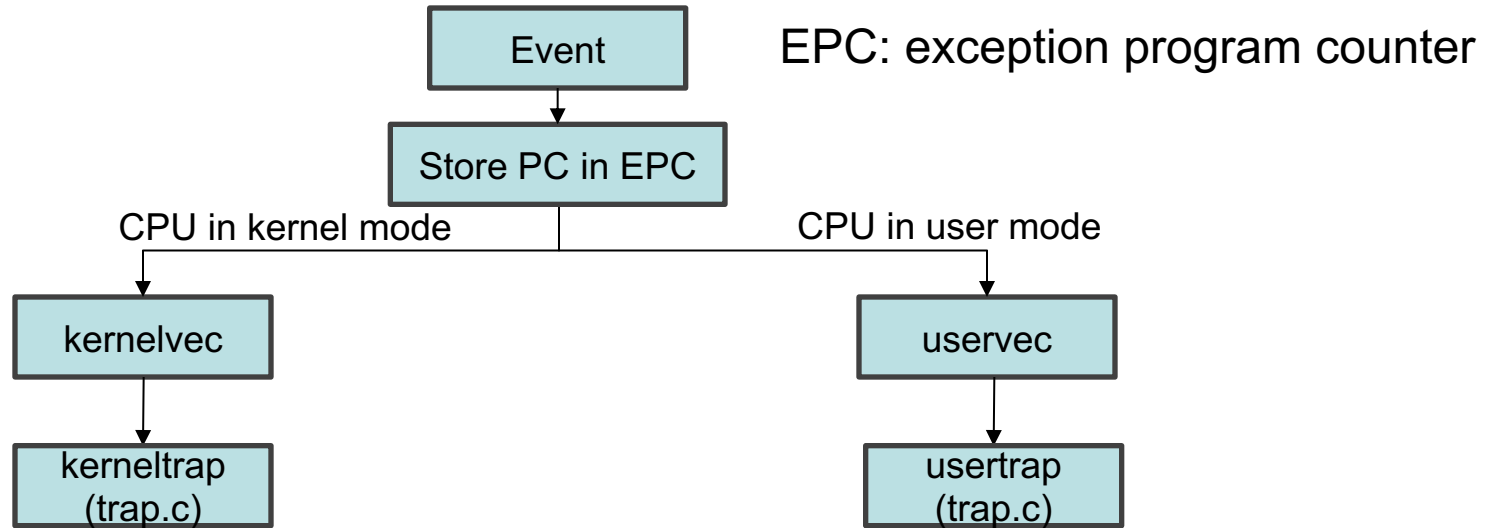 Event
EPC: exception program counter
Store PC in EPC
CPU in kernel mode
CPU in user mode
kernelvec
uservec
kerneltrap
(trap.c)
usertrap
(trap.c)